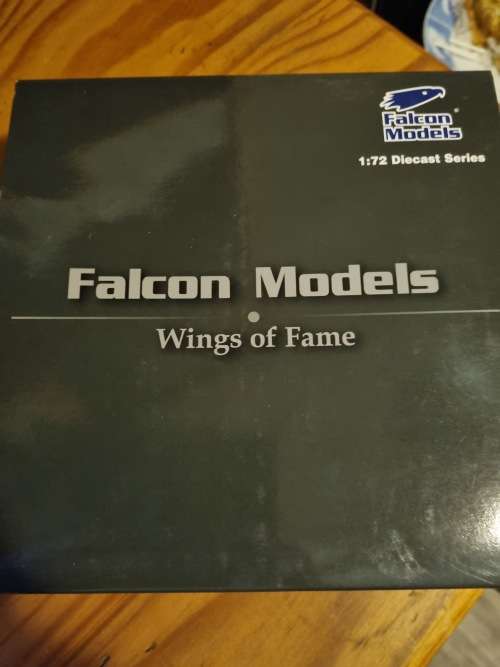 Falcon
Models
1:72 Diecast Series
Falcon Models
Wings of Fame